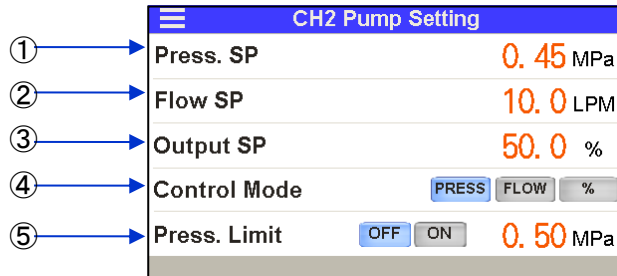 CH2 Pump Setting
① Press. SP 0.45 MPa
② Flow SP 10.0 LPM
③ Output SP 50.0 %
④ Control Mode PRESS FLOW %
⑤ Press. Limit OFF ON 0.50 MPa